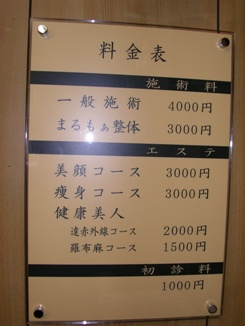 料金表
施術料
一般施術 4000円
まるもぁ整体 3000円
エステ
美顔コース 3000円
痩身コース 3000円
健康美人
遠赤外線コース 2000円
羅布麻コース 1500円
初診料
1000円